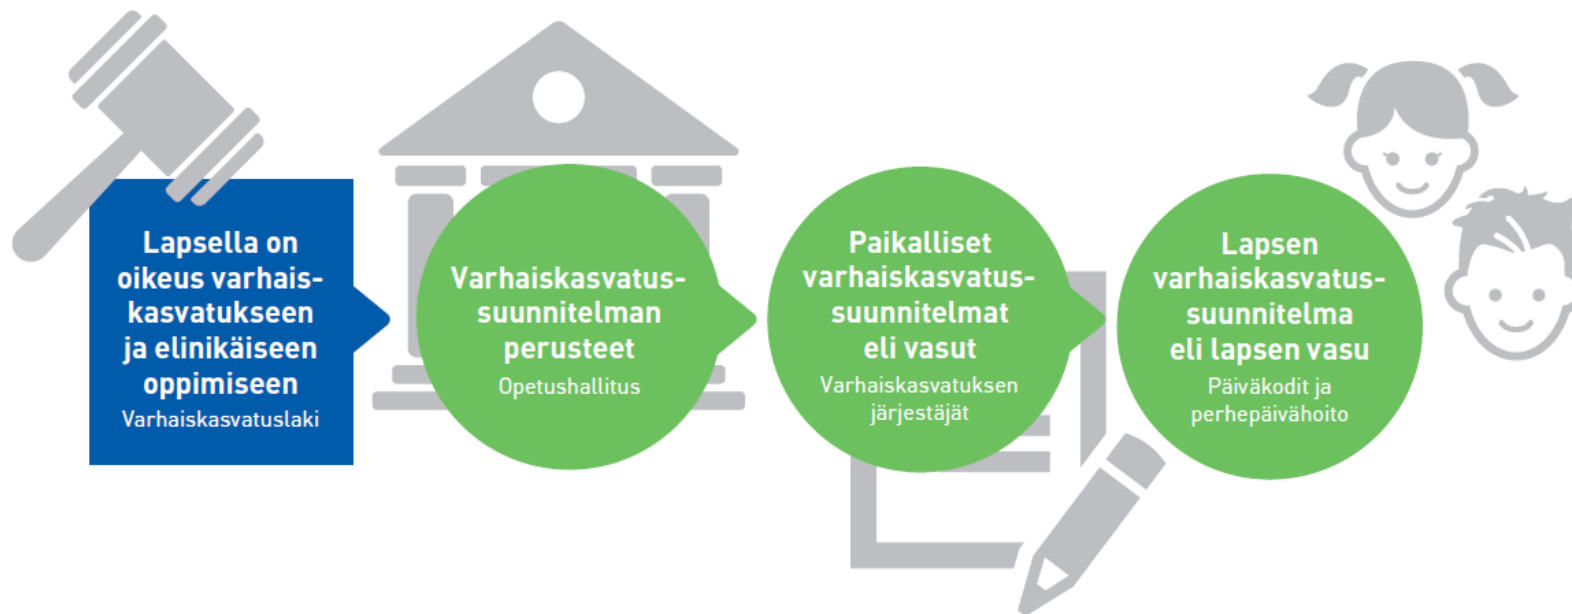 Lapsella on
oikeus varhais-
kasvatukseen
ja elinikäiseen
oppimiseen
Varhaiskasvatuslaki
Varhaiskasvatus-
suunnitelman
perusteet
Opetushallitus
Paikalliset
varhaiskasvatus-
suunnitelmat
eli vasut
Varhaiskasvatuksen
järjestäjät
Lapsen
varhaiskasvatus-
suunnitelma
eli lapsen vasu
Päiväkodit ja
perhepäivähoito